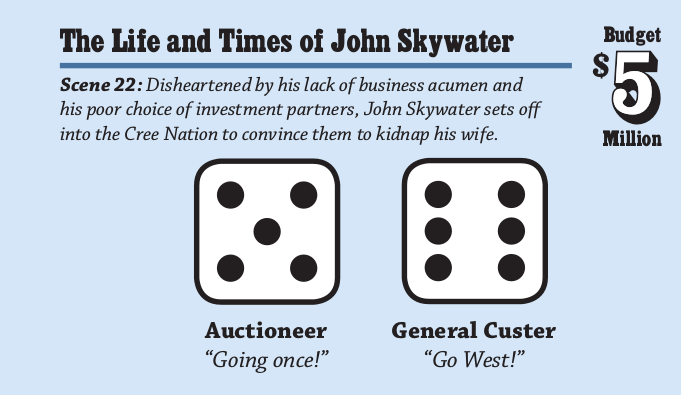 The Life and Times of John Skywater
Budget
$5
Million
Scene 22: Disheartened by his lack of business acumen and
his poor choice of investment partners, John Skywater sets off
into the Cree Nation to convince them to kidnap his wife.
Auctioneer
“Going once!”
General Custer
“Go West!”